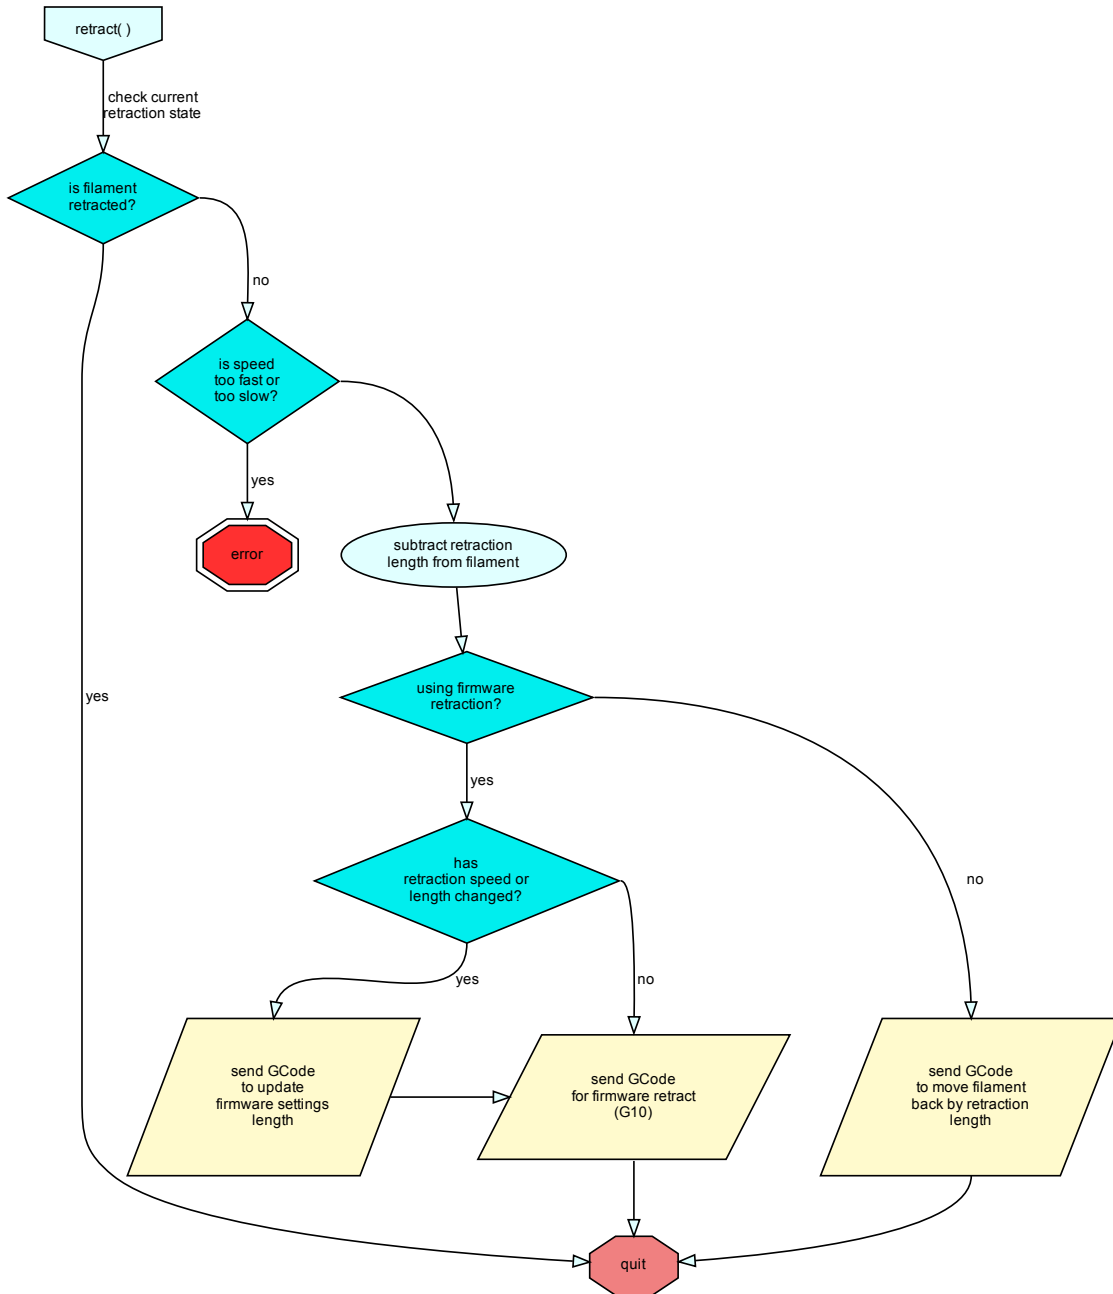 retract( )
check current
retraction state
is filament
retracted?
no
is speed
too fast or
too slow?
yes
error
subtract retraction
length from filament
using firmware
retraction?
yes
yes
has
retraction speed or
length changed?
no
yes
no
send GCode
to update
firmware settings
length
send GCode
for firmware retract
(G10)
send GCode
to move filament
back by retraction
length
quit